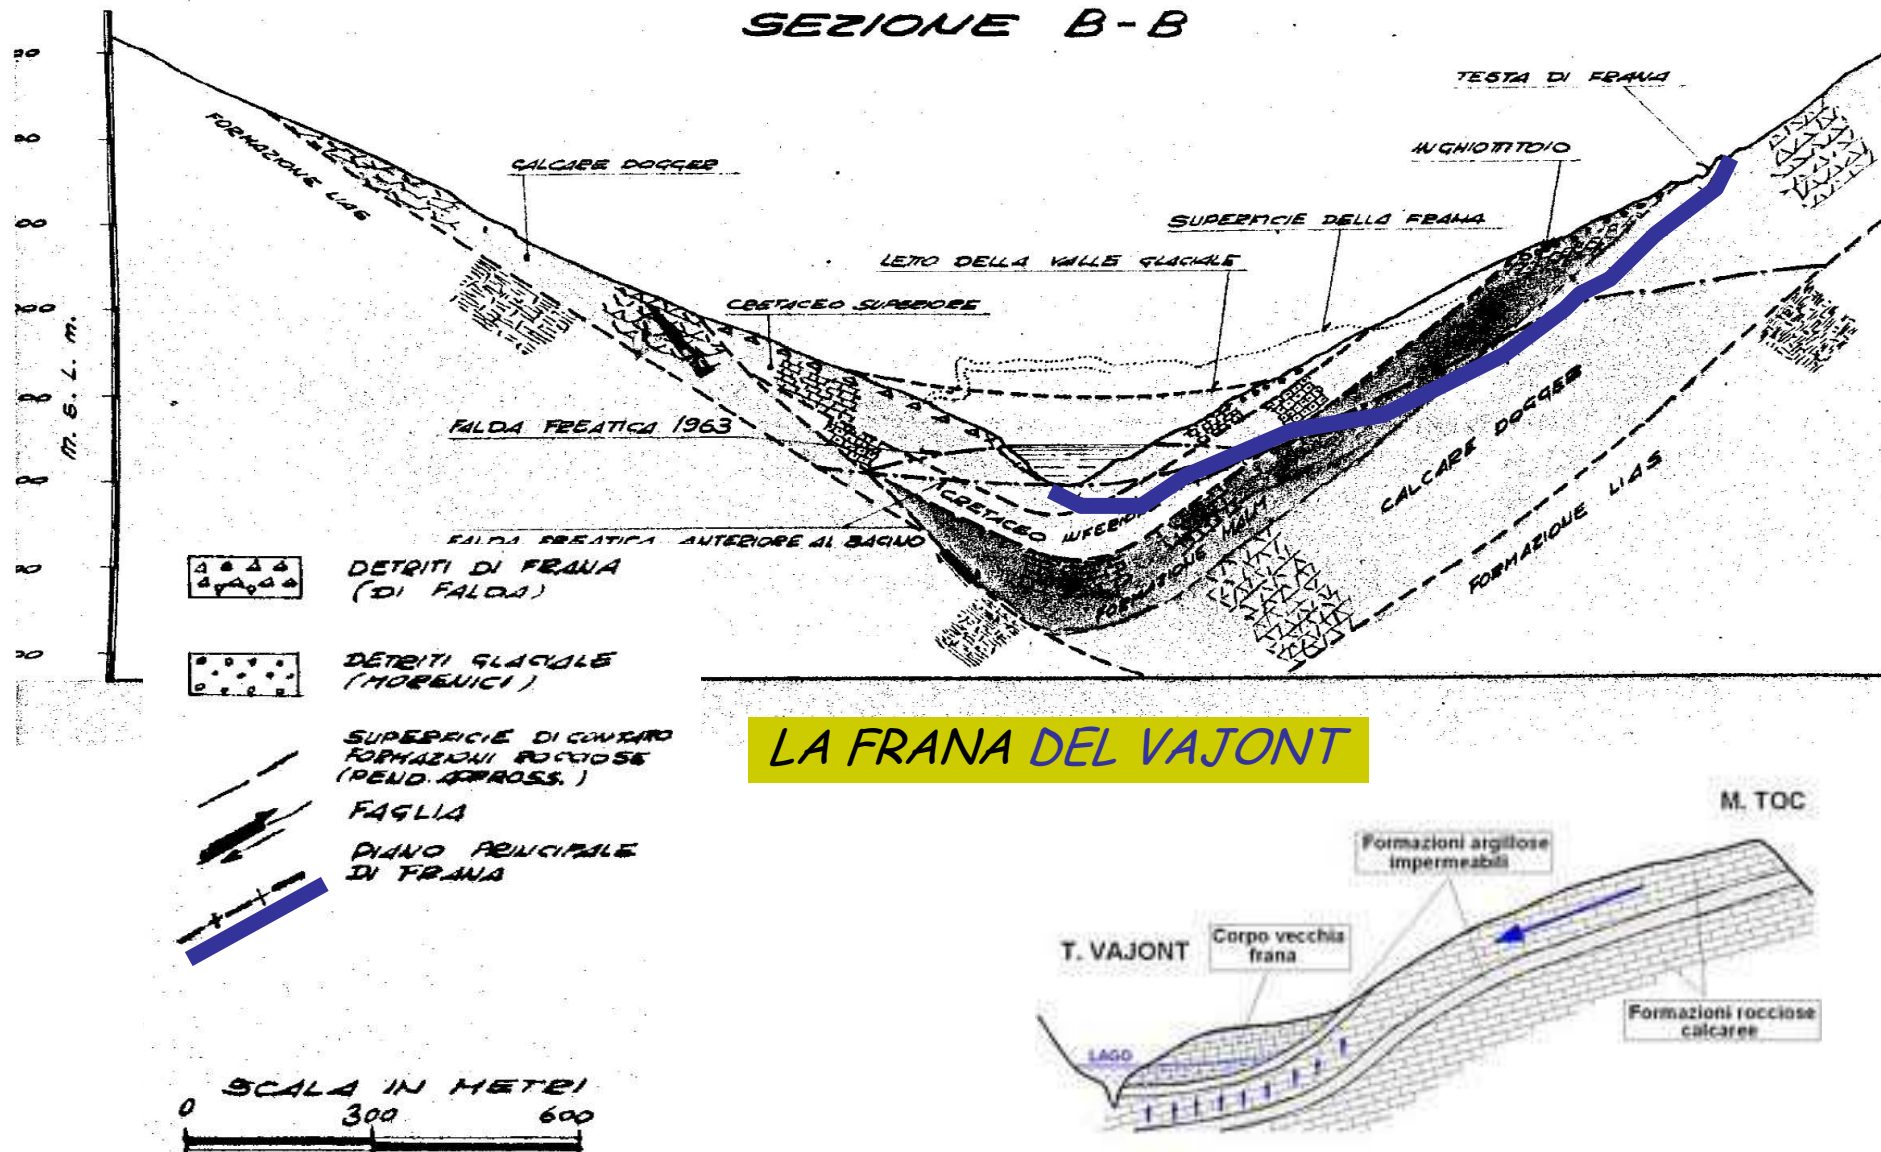 SEZIONE B-B
TESTA DI FRANA
INGHIOTTITOIO
FORMAZIONE LIAS
CALCARE DOGGER
SUPERFICIE DELLA FRANA
LETTO DELLA VALLE GLACIALE
CRETACEO SUPERIORE
m. s. l. m.
FALDA FREATICA 1963
CALCARE DOGGER
FORMAZIONE LIAS
CRETACEO INFERIORE
FORMAZIONE MALM
FALDA FREATICA ANTERIORE AL BACINO
DETRITI DI FRANA
(DI FALDA)
DETRITI GLACIALE
(MORENICI)
SUPERFICIE DI CONTATTO
FORMAZIONI ROCCIOSE
(PEND. APPROSS.)
FAGLIA
PIANO PRINCIPALE
DI FRANA
LA FRANA DEL VAJONT
M. TOC
Formazioni argillose
impermeabili
T. VAJONT
Corpo vecchia
frana
LAGO
Formazioni rocciose
calcaree
SCALA IN METRI
0 300 600